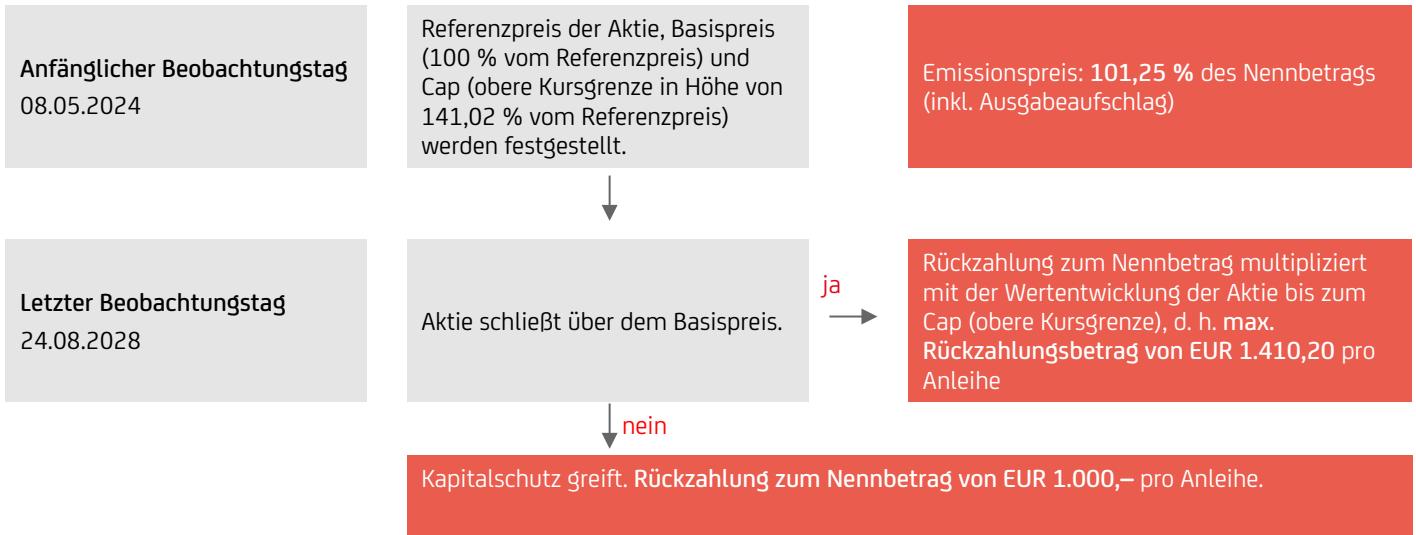 Anfänglicher Beobachtungstag
08.05.2024
Referenzpreis der Aktie, Basispreis
(100 % vom Referenzpreis) und
Cap (obere Kursgrenze in Höhe von
141,02 % vom Referenzpreis)
werden festgestellt.
Emissionspreis: 101,25 % des Nennbetrags
(inkl. Ausgabeaufschlag)
Letzter Beobachtungstag
24.08.2028
Aktie schließt über dem Basispreis.
ja
Rückzahlung zum Nennbetrag multipliziert
mit der Wertentwicklung der Aktie bis zum
Cap (obere Kursgrenze), d. h. max.
Rückzahlungsbetrag von EUR 1.410,20 pro
Anleihe
nein
Kapitalschutz greift. Rückzahlung zum Nennbetrag von EUR 1.000,– pro Anleihe.